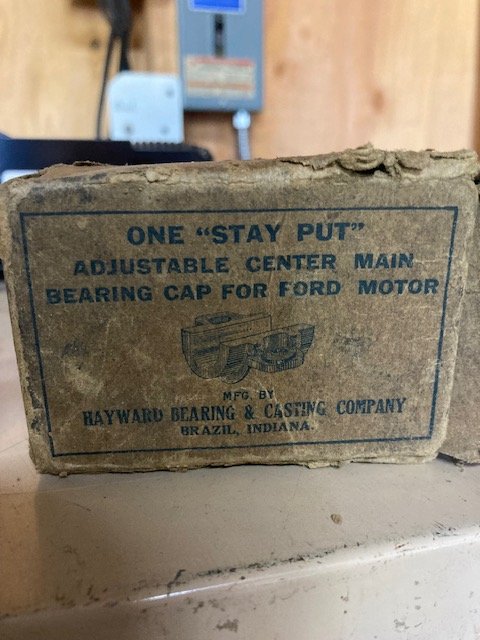 ONE "STAY PUT"
ADJUSTABLE CENTER MAIN
BEARING CAP FOR FORD MOTOR
MFG. BY
HAYWARD BEARING & CASTING COMPANY
BRAZIL, INDIANA.